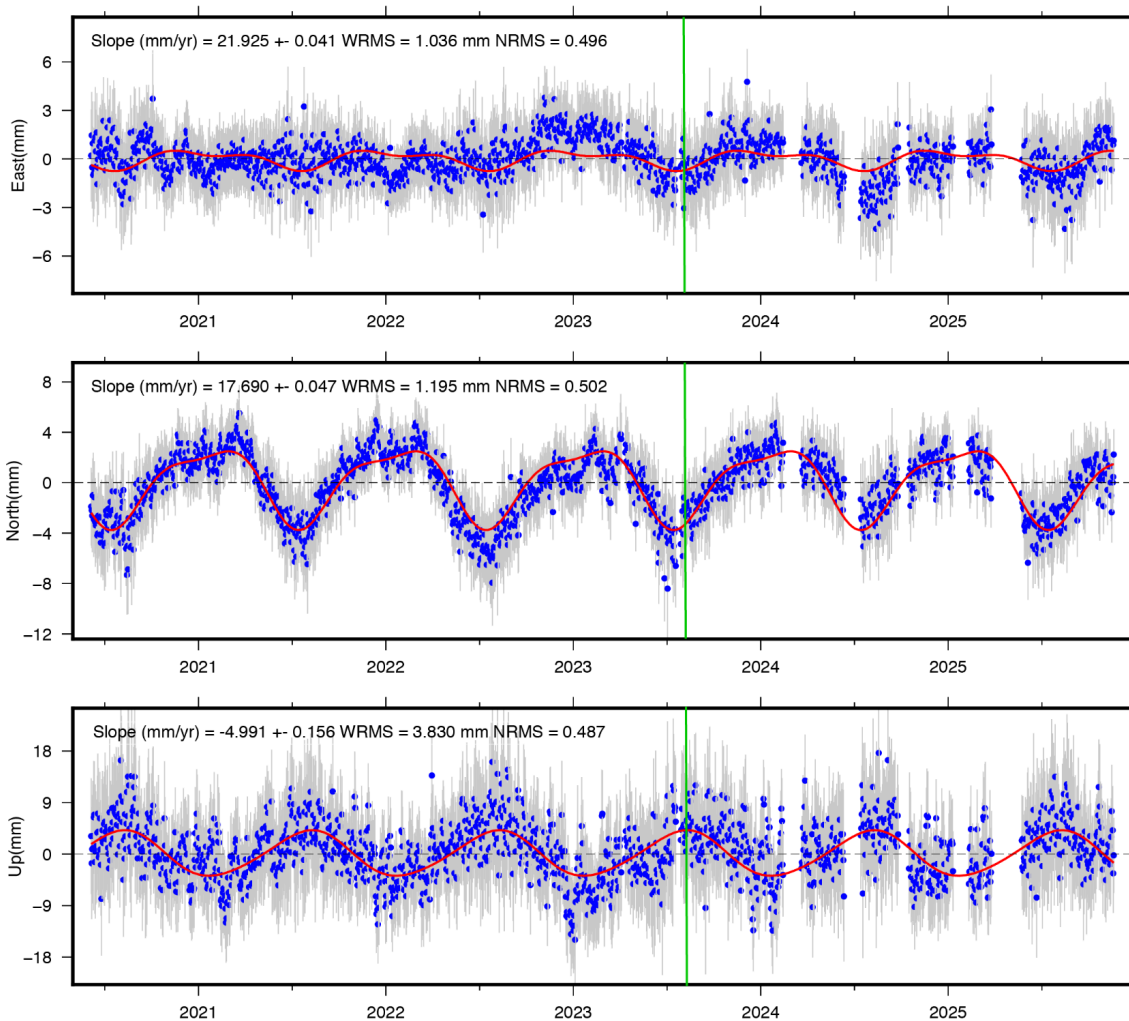 Slope (mm/yr) = 21.925 +- 0.041 WRMS = 1.036 mm NRMS = 0.496
6
3
0
−3
−6
East(mm)
2021 2022 2023 2024 2025
Slope (mm/yr) = 17.690 +- 0.047 WRMS = 1.195 mm NRMS = 0.502
8
4
0
−4
−8
−12
North(mm)
2021 2022 2023 2024 2025
Slope (mm/yr) = -4.991 +- 0.156 WRMS = 3.830 mm NRMS = 0.487
18
9
0
−9
−18
Up(mm)
2021 2022 2023 2024 2025